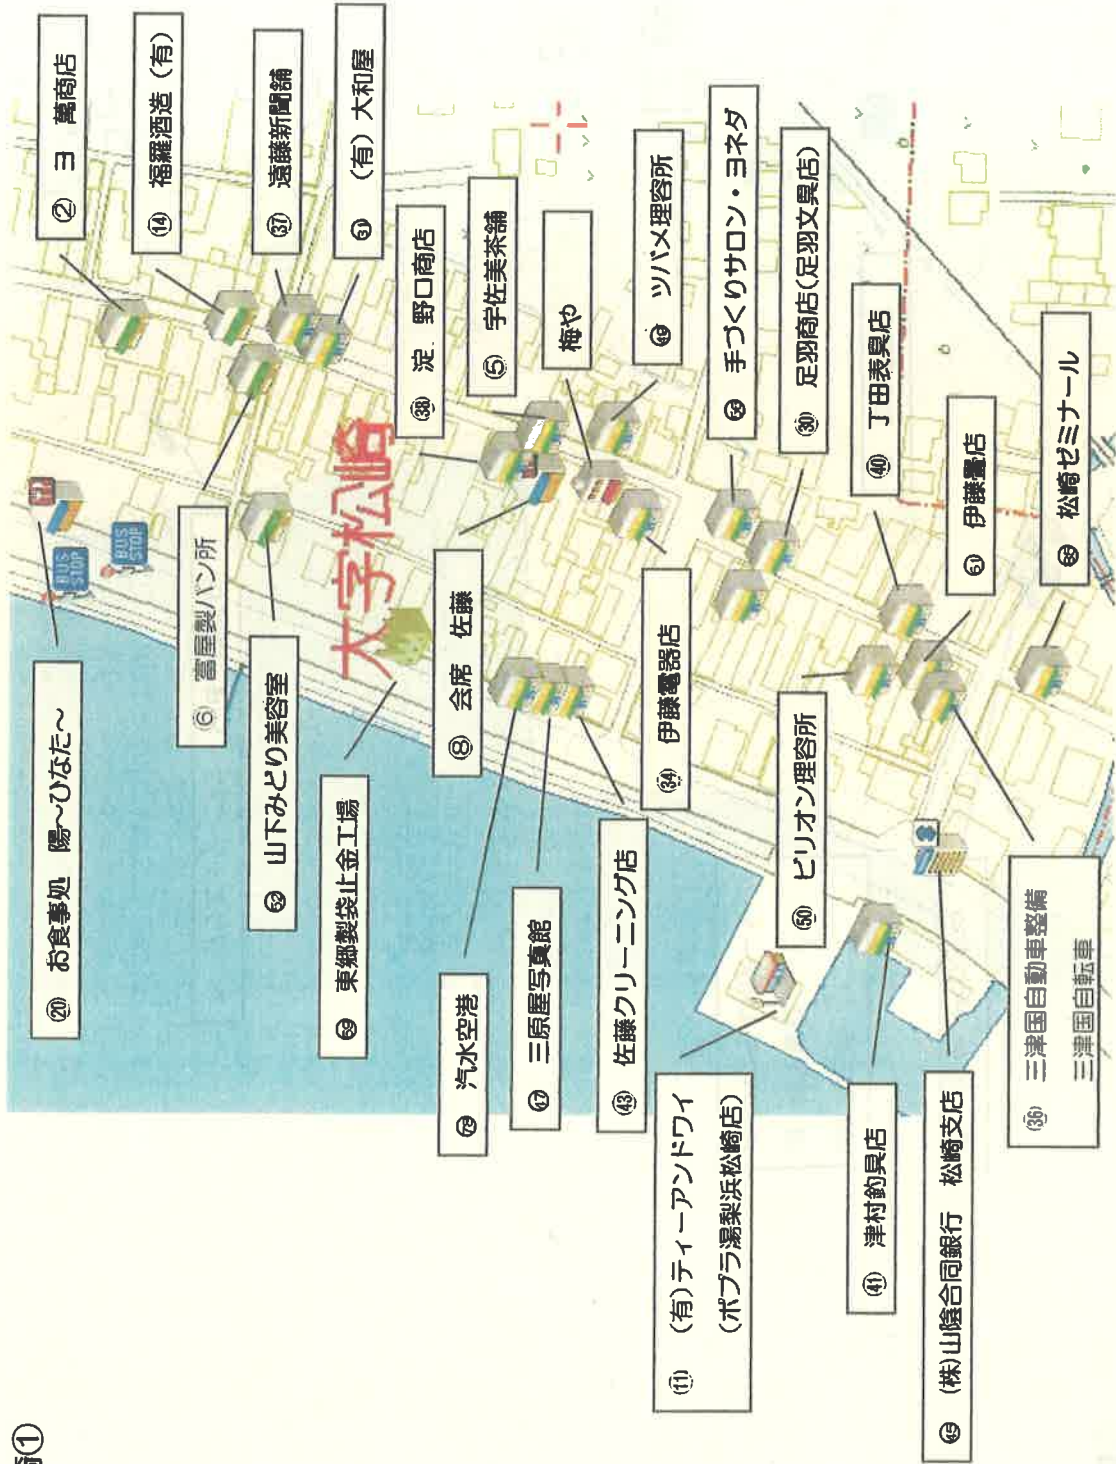 ①
⑳ お食事処 陽～ひなた～
② ヨ 萬商店
⑭ 福羅酒造(有)
⑥ 富屋製パン所
㊲ 遠藤新聞舗
山下みどり美容室
㉛ (有)大和屋
東郷製袋止金工場
大字松崎
BUS STOP
BUS STOP
㊳ 淀 野口商店
⑧ 会席 佐藤
汽水空港
⑤ 宇佐美茶舗
㊼ 三原屋写真館
梅や
㊸ 佐藤クリーニング店
㊾ ツバメ理容所
㉞ 伊藤電器店
⑪ (有)ティーアンドワイ
(ポプラ湯梨浜松崎店)
手づくりサロン・ヨネダ
㉚ 足羽商店(足羽文具店)
㊿ ビリオン理容所
㊵ 丁田表具店
㊶ 津村釣具店
伊藤畳店
㊺ (株)山陰合同銀行 松崎支店
松崎ゼミナール
㊱ 三津国自動車整備
三津国自転車